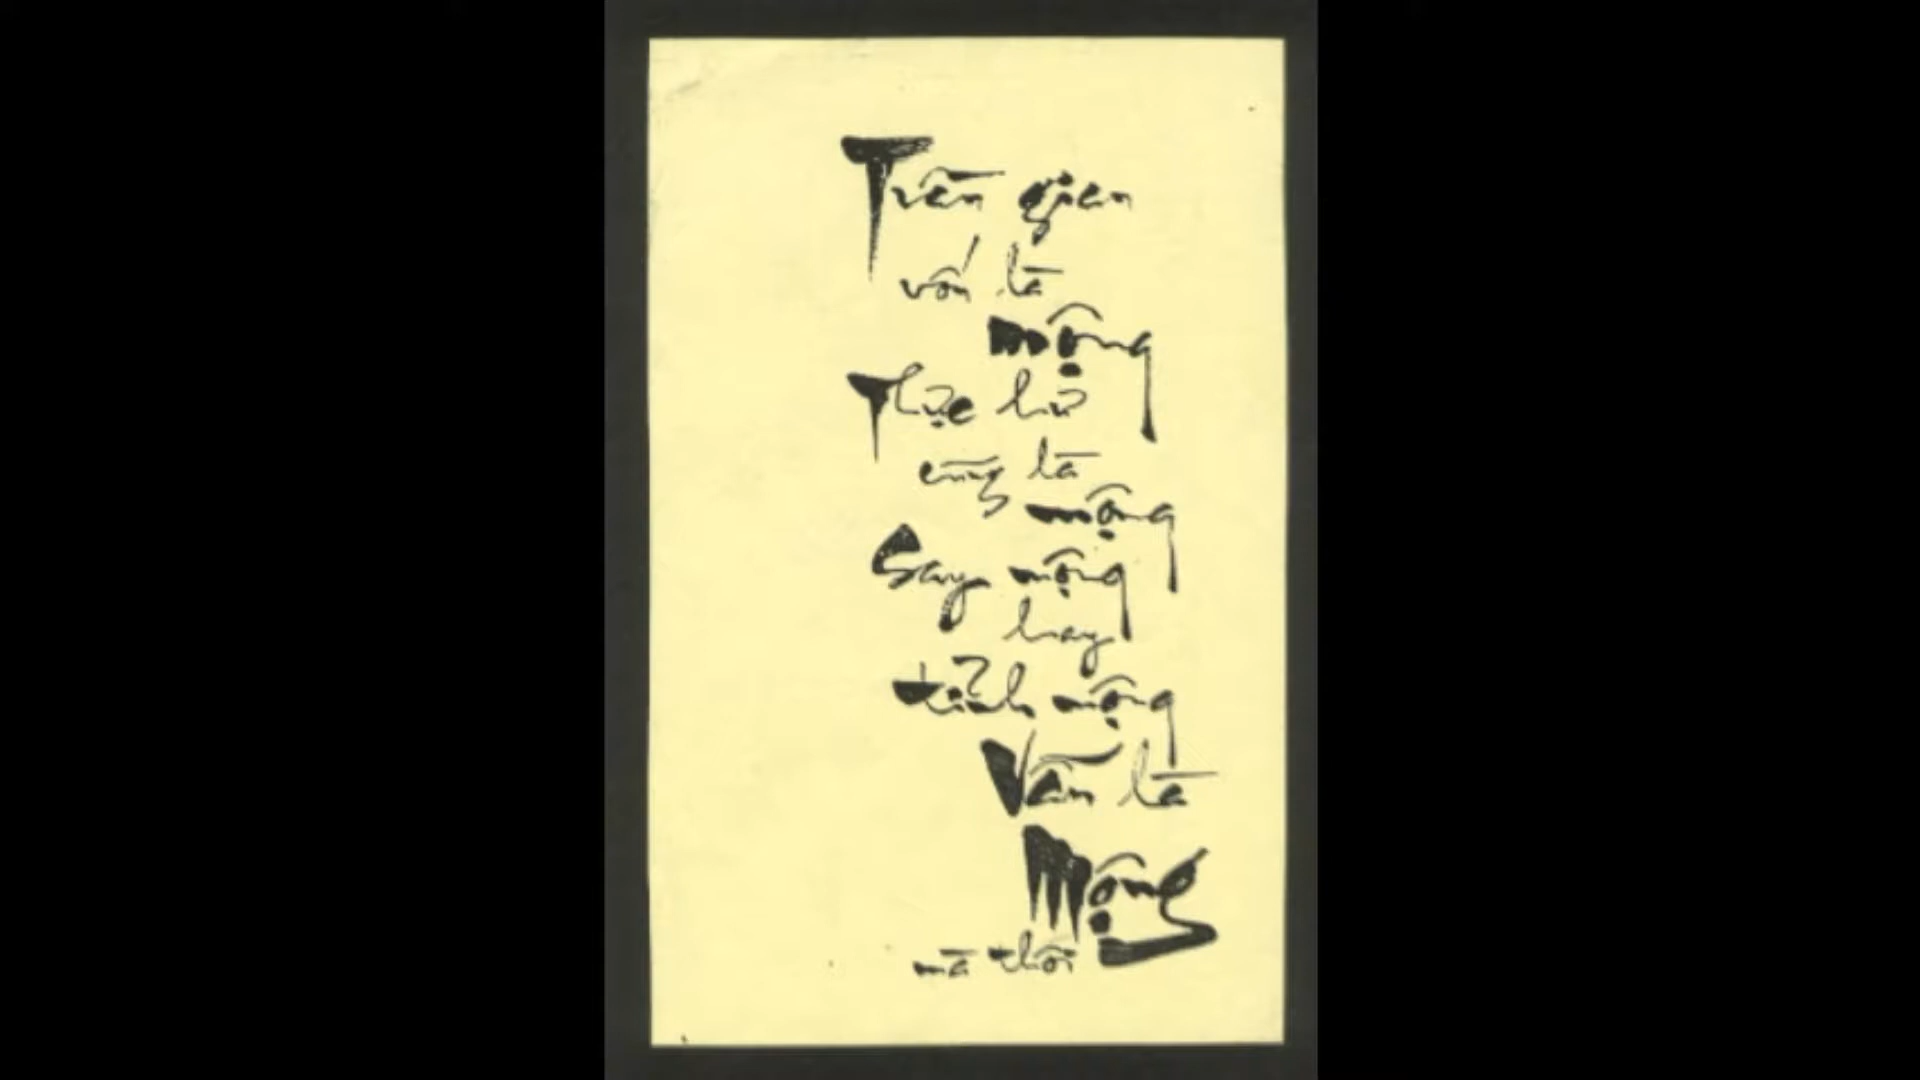 Trần gian
vốn là
mộng
Thực hư
cũng là
mộng
Say mộng
hay
tỉnh mộng
Vẫn là
Mộng
mà thôi